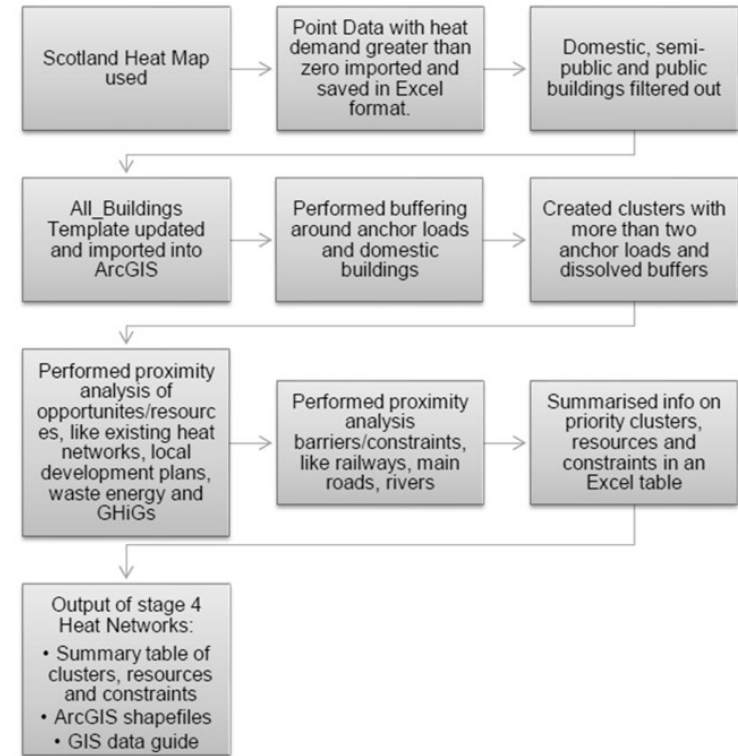 Scotland Heat Map
used
Point Data with heat
demand greater than
zero imported and
saved in Excel
format.
Domestic, semi-
public and public
buildings filtered out
All_Buildings
Template updated
and imported into
ArcGIS
Performed buffering
around anchor loads
and domestic
buildings
Created clusters with
more than two
anchor loads and
dissolved buffers
Performed proximity
analysis of
opportunites/resourc
es, like existing heat
networks, local
development plans,
waste energy and
GHiGs
Performed proximity
analysis
barriers/constraints,
like railways, main
roads, rivers
Summarised info on
priority clusters,
resources and
constraints in an
Excel table
Output of stage 4
Heat Networks:
• Summary table of
clusters, resources
and constraints
• ArcGIS shapefiles
• GIS data guide